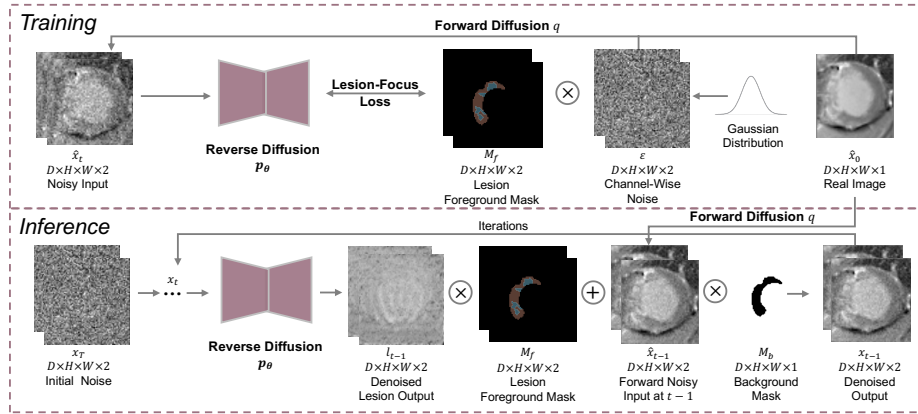 Training
Forward Diffusion q
Lesion-Focus
Loss
Reverse Diffusion
p_θ
x̂_t
D×H×W×2
Noisy Input
M_f
D×H×W×2
Lesion
Foreground Mask
ε
D×H×W×2
Channel-Wise
Noise
Gaussian
Distribution
x̂_0
D×H×W×1
Real Image
Inference
Forward Diffusion q
Iterations
x_t
...
x_T
D×H×W×2
Initial Noise
Reverse Diffusion
p_θ
l_{t−1}
D×H×W×2
Denoised
Lesion Output
M_f
D×H×W×2
Lesion
Foreground Mask
x̂_{t−1}
D×H×W×2
Forward Noisy
Input at t − 1
M_b
D×H×W×1
Background
Mask
x_{t−1}
D×H×W×2
Denoised
Output